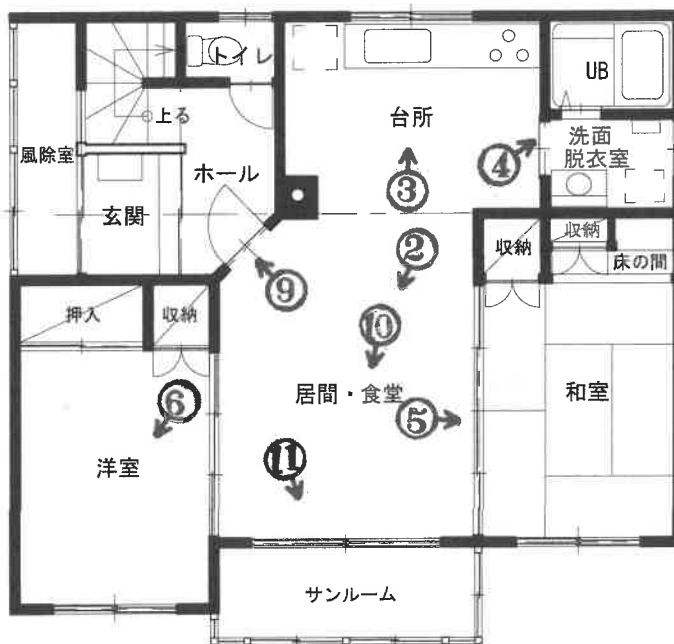 トイレ
UB
上る
台所
洗面
脱衣室
④
風除室
ホール
③
玄関
収納
収納
②
床の間
⑨
押入
収納
⑩
居間・食堂
和室
⑥
⑤
洋室
⑪
サンルーム